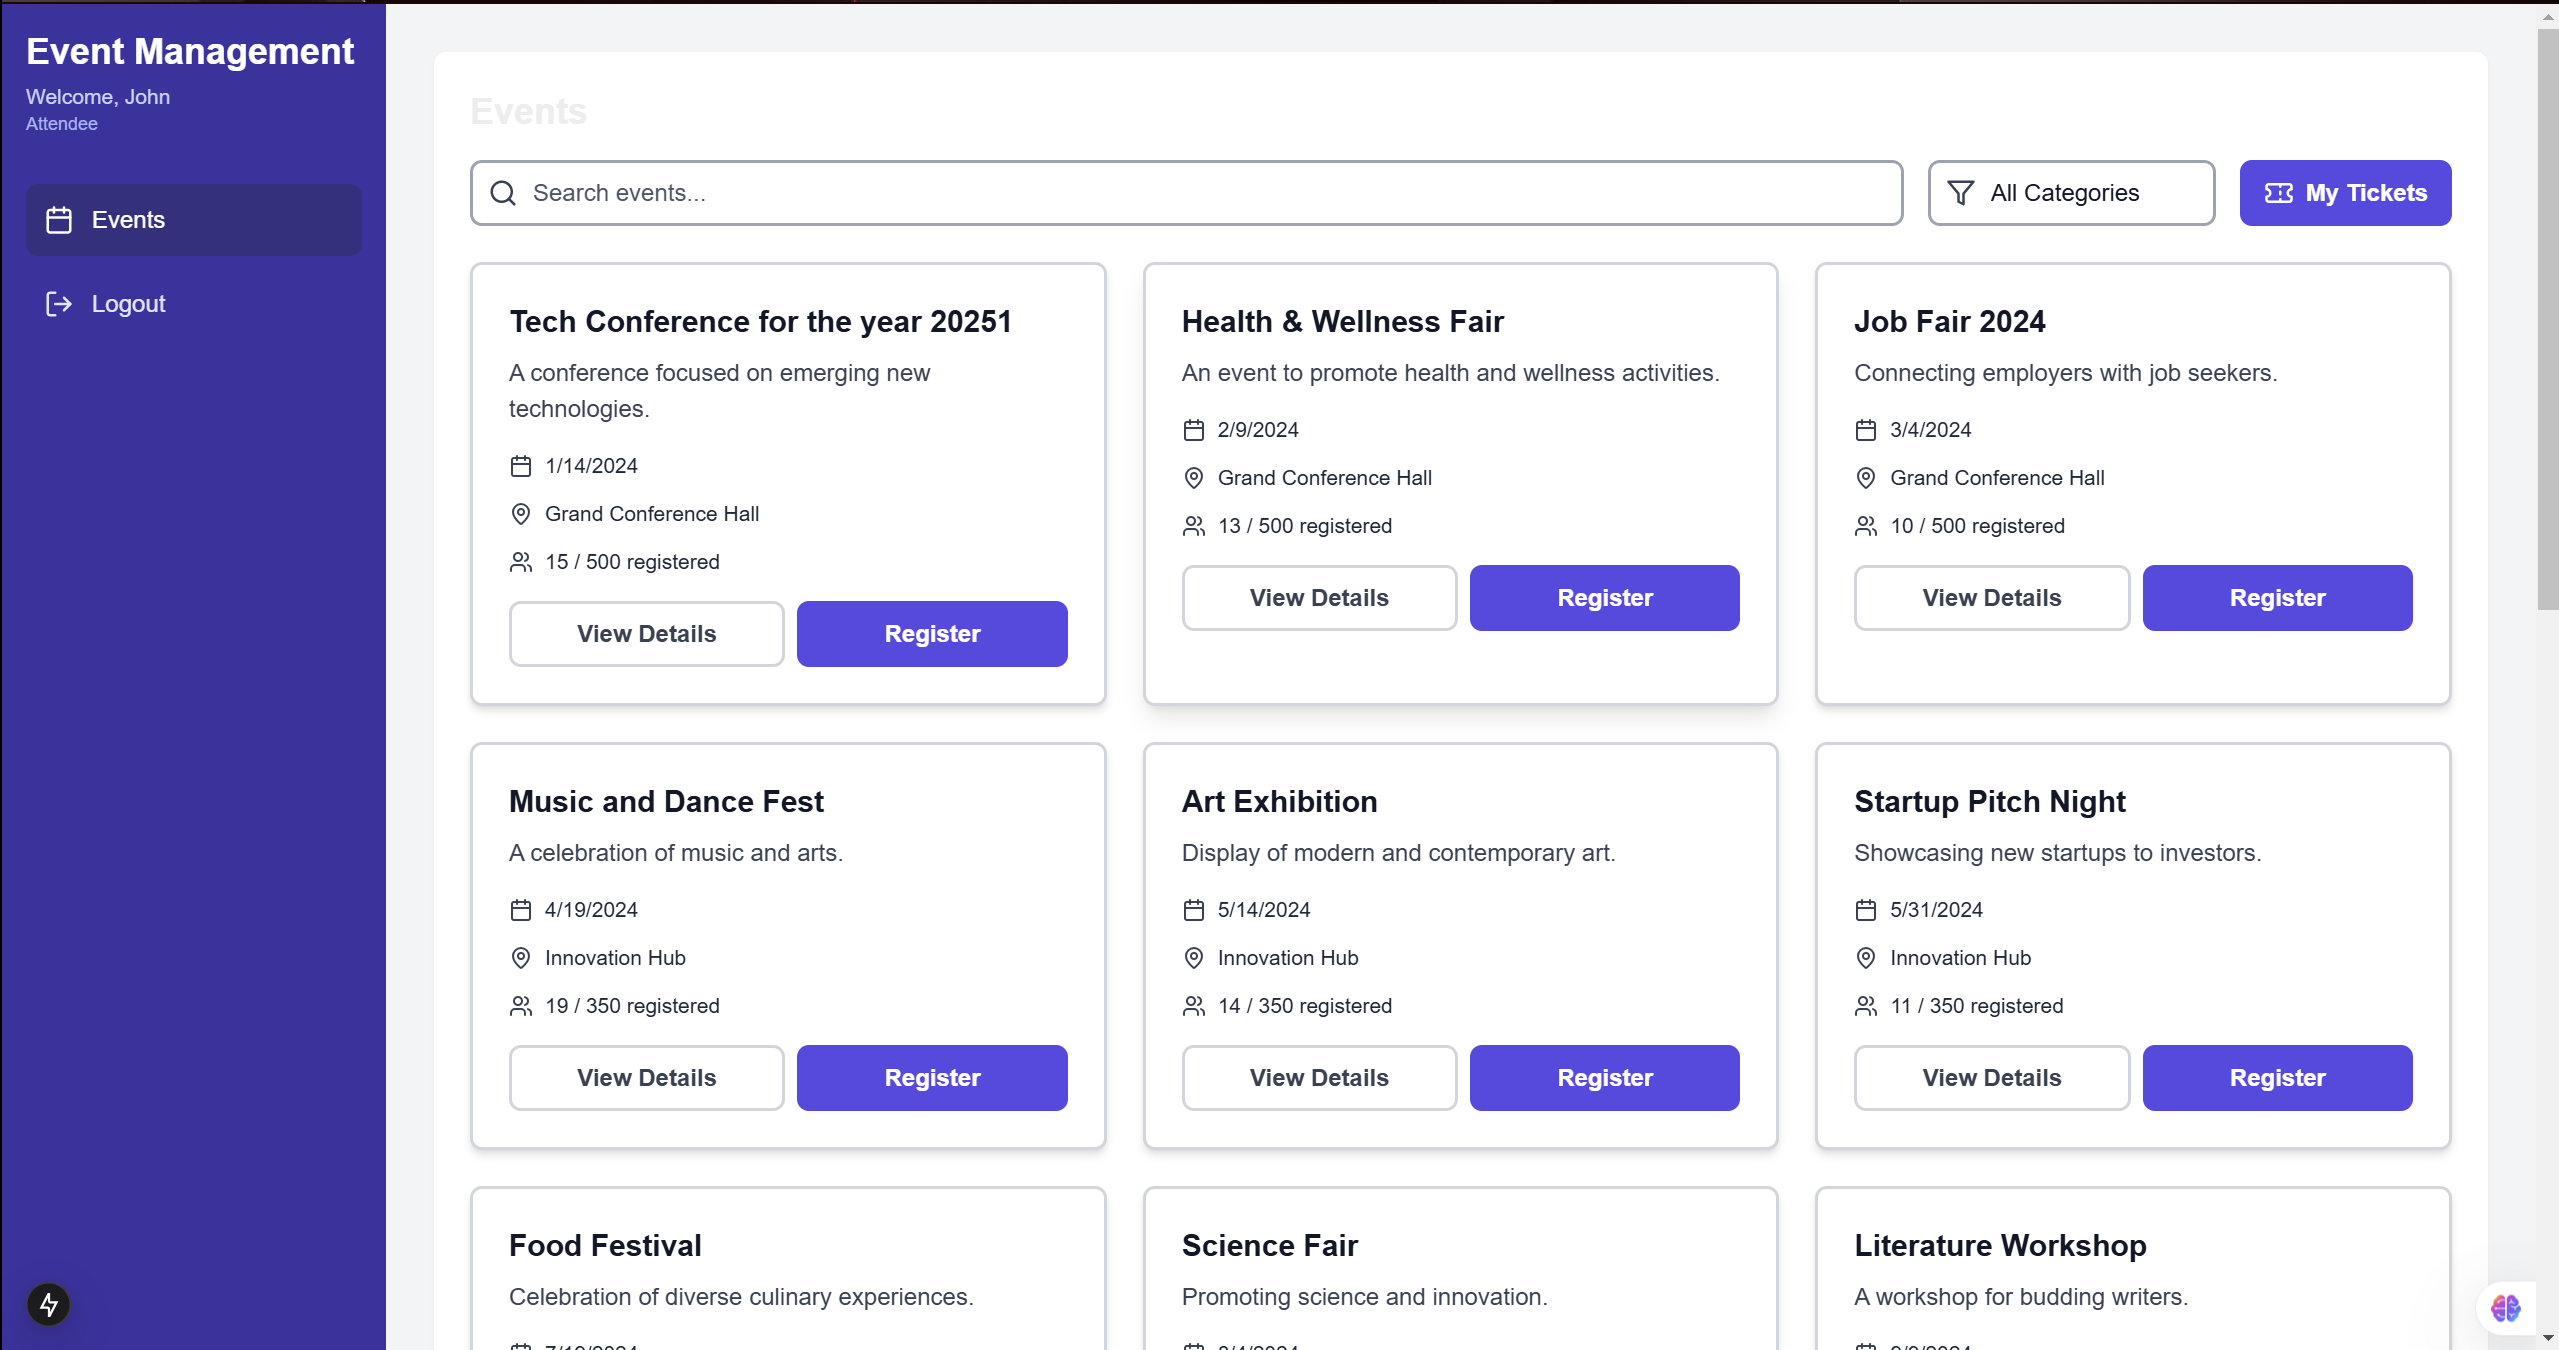 Event Management
Welcome, John
Attendee
Events
Logout
Events
Search events...
All Categories
My Tickets
Tech Conference for the year 20251
A conference focused on emerging new
technologies.
1/14/2024
Grand Conference Hall
15 / 500 registered
View Details
Register
Health & Wellness Fair
An event to promote health and wellness activities.
2/9/2024
Grand Conference Hall
13 / 500 registered
View Details
Register
Job Fair 2024
Connecting employers with job seekers.
3/4/2024
Grand Conference Hall
10 / 500 registered
View Details
Register
Music and Dance Fest
A celebration of music and arts.
4/19/2024
Innovation Hub
19 / 350 registered
View Details
Register
Art Exhibition
Display of modern and contemporary art.
5/14/2024
Innovation Hub
14 / 350 registered
View Details
Register
Startup Pitch Night
Showcasing new startups to investors.
5/31/2024
Innovation Hub
11 / 350 registered
View Details
Register
Food Festival
Celebration of diverse culinary experiences.
Science Fair
Promoting science and innovation.
Literature Workshop
A workshop for budding writers.